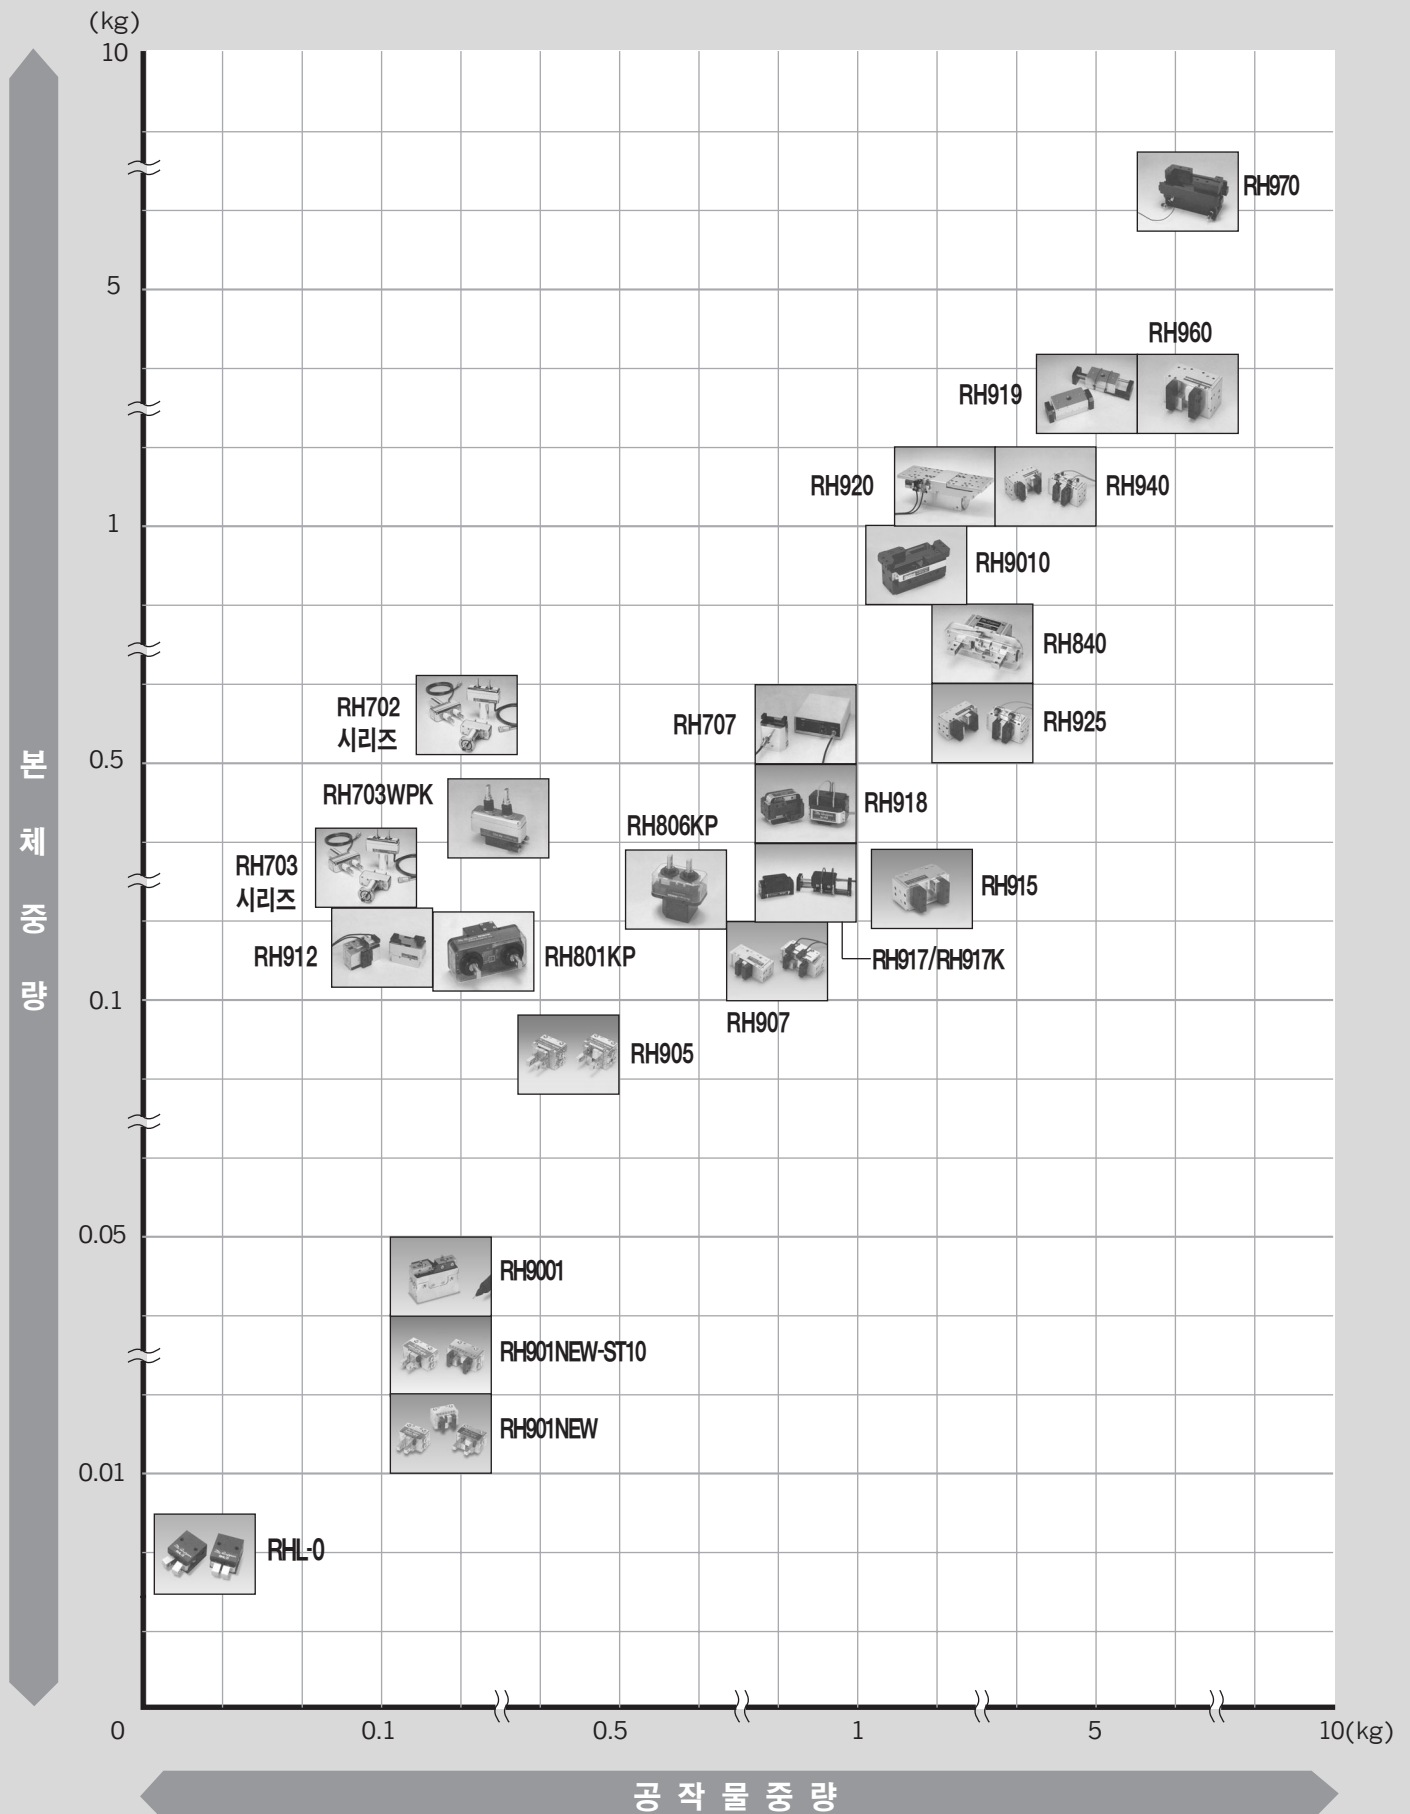 (kg)
10
RH970
5
RH960
RH919
RH920
RH940
1
RH9010
RH840
RH702
시리즈
RH707
RH925
0.5
RH703WPK
RH918
RH806KP
RH703
시리즈
RH915
RH912
RH801KP
RH917/RH917K
0.1
RH907
RH905
0.05
RH9001
RH901NEW-ST10
RH901NEW
0.01
RHL-0
본체중량
0
0.1
0.5
1
5
10(kg)
공작물중량